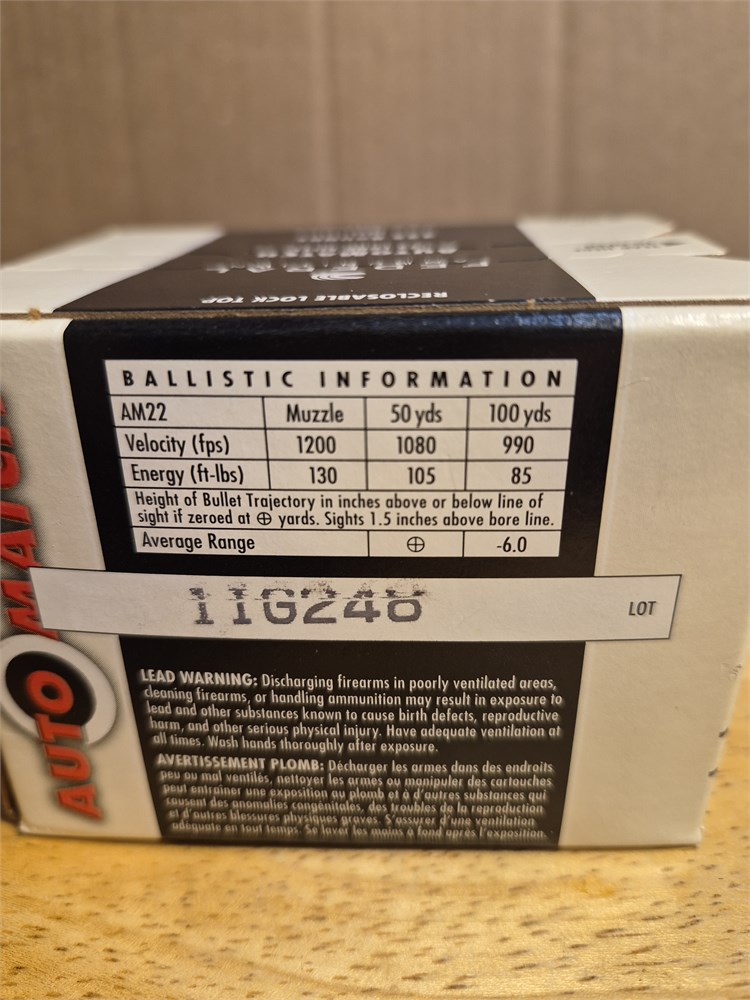 RECLOSABLE LOCK TOP
FEDERAL
BALLISTIC INFORMATION
AM22 Muzzle 50 yds 100 yds
Velocity (fps) 1200 1080 990
Energy (ft-lbs) 130 105 85
Height of Bullet Trajectory in inches above or below line of
sight if zeroed at ⊕ yards. Sights 1.5 inches above bore line.
Average Range ⊕ -6.0
LOT
AUTO MATCH
LEAD WARNING: Discharging firearms in poorly ventilated areas,
cleaning firearms, or handling ammunition may result in exposure to
lead and other substances known to cause birth defects, reproductive
harm, and other serious physical injury. Have adequate ventilation at
all times. Wash hands thoroughly after exposure.
AVERTISSEMENT PLOMB: Décharger les armes dans des endroits
peu ou mal ventilés, nettoyer les armes ou manipuler des cartouches
peut entraîner une exposition au plomb et à d'autres substances qui
causent des anomalies congénitales, des troubles de la reproduction
et d'autres blessures physiques graves. S'assurer d'une ventilation
adéquate en tout temps. Se laver les mains à fond après l'exposition.